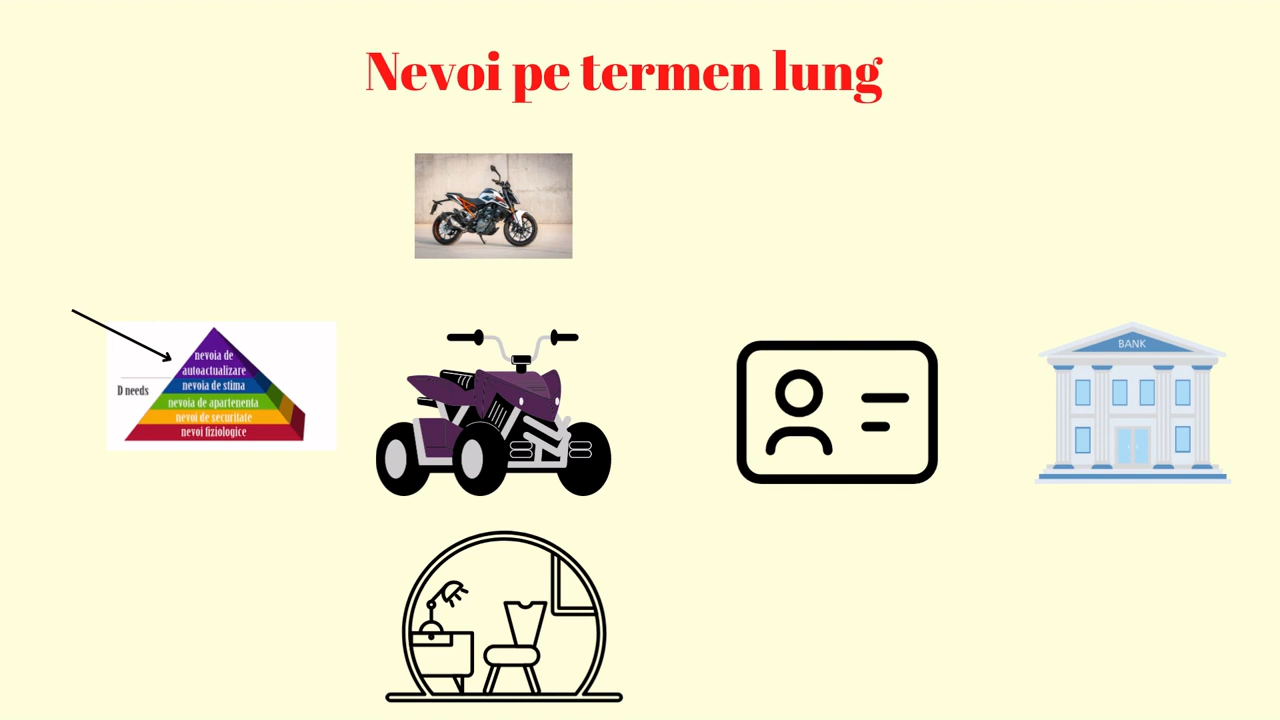 Nevoi pe termen lung
nevoia de
autoactualizare
D needs
nevoia de stima
nevoia de apartenenta
nevoi de securitate
nevoi fiziologice
BANK